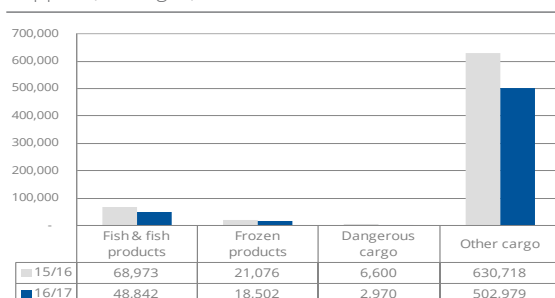 700,000
600,000
500,000
400,000
300,000
200,000
100,000
-
Fish & fish products Frozen products Dangerous cargo Other cargo
15/16 68,973 21,076 6,600 630,718
16/17 48,842 18,502 2,970 502,979